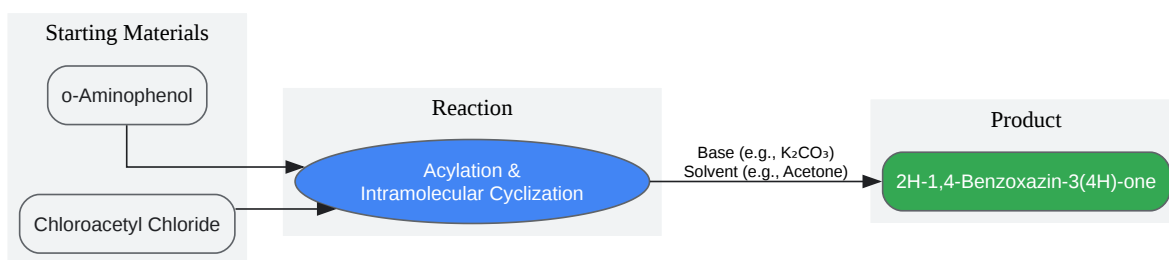 Starting Materials
o-Aminophenol
Chloroacetyl Chloride
Reaction
Acylation &
Intramolecular Cyclization
Base (e.g., K₂CO₃)
Solvent (e.g., Acetone)
Product
2H-1,4-Benzoxazin-3(4H)-one